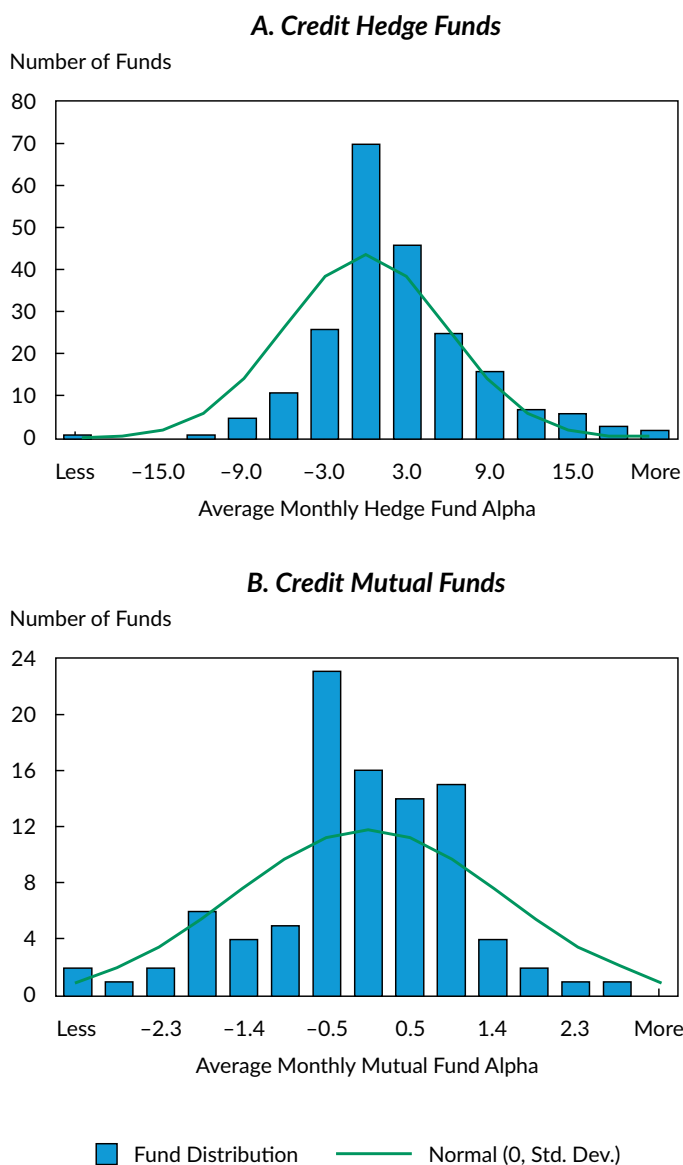 A. Credit Hedge Funds
Number of Funds
80
70
60
50
40
30
20
10
0
Less –15.0 –9.0 –3.0 3.0 9.0 15.0 More
Average Monthly Hedge Fund Alpha
B. Credit Mutual Funds
Number of Funds
24
20
16
12
8
4
0
Less –2.3 –1.4 –0.5 0.5 1.4 2.3 More
Average Monthly Mutual Fund Alpha
Fund Distribution Normal (0, Std. Dev.)